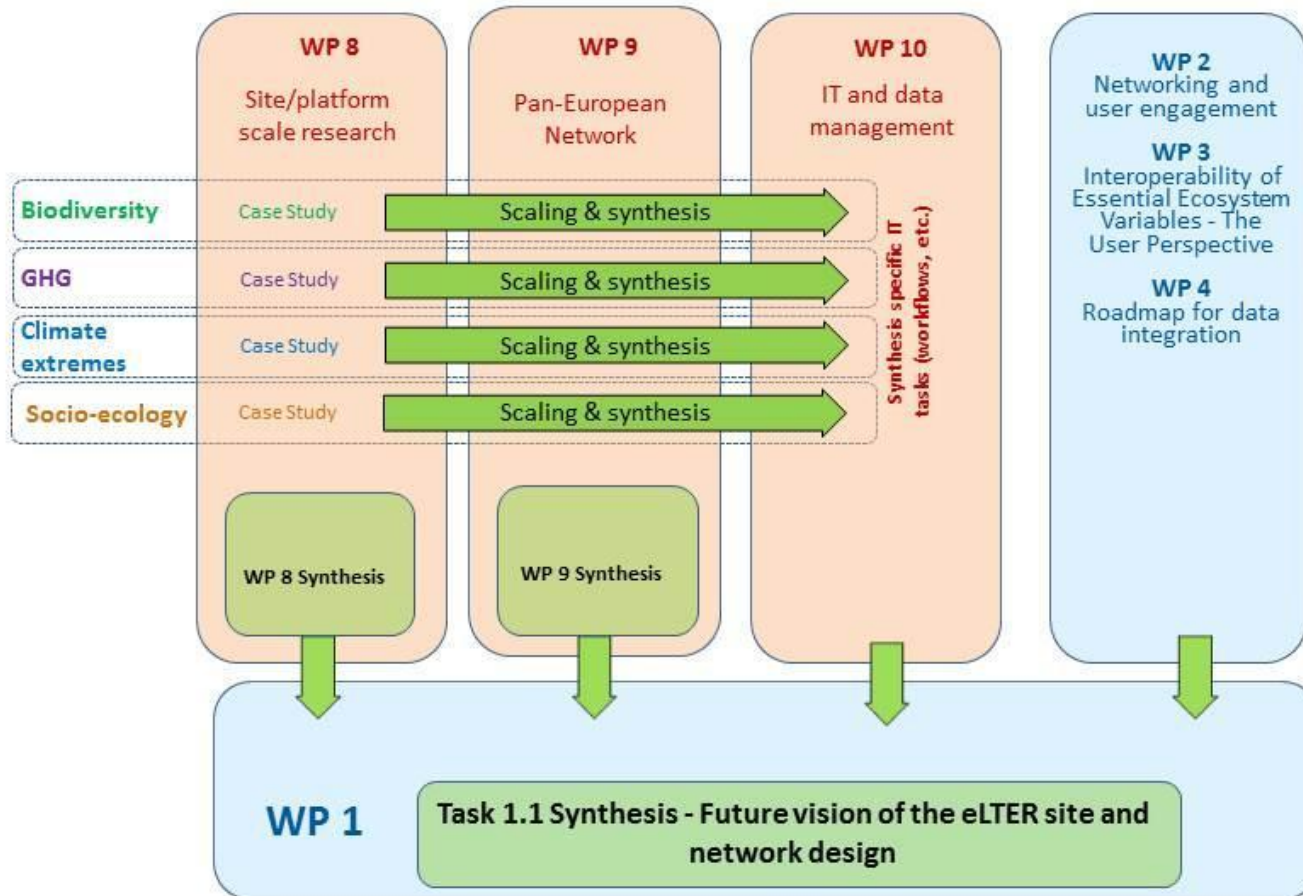 WP 8
Site/platform
scale research
WP 9
Pan-European
Network
WP 10
IT and data
management
WP 2
Networking and
user engagement
WP 3
Interoperability of
Essential Ecosystem
Variables - The
User Perspective
WP 4
Roadmap for data
integration
Biodiversity
Case Study
Scaling & synthesis
GHG
Case Study
Scaling & synthesis
Climate
extremes
Case Study
Scaling & synthesis
Socio-ecology
Case Study
Scaling & synthesis
Synthesis specific IT
tasks (workflows, etc.)
WP 8 Synthesis
WP 9 Synthesis
WP 1
Task 1.1 Synthesis - Future vision of the eLTER site and
network design